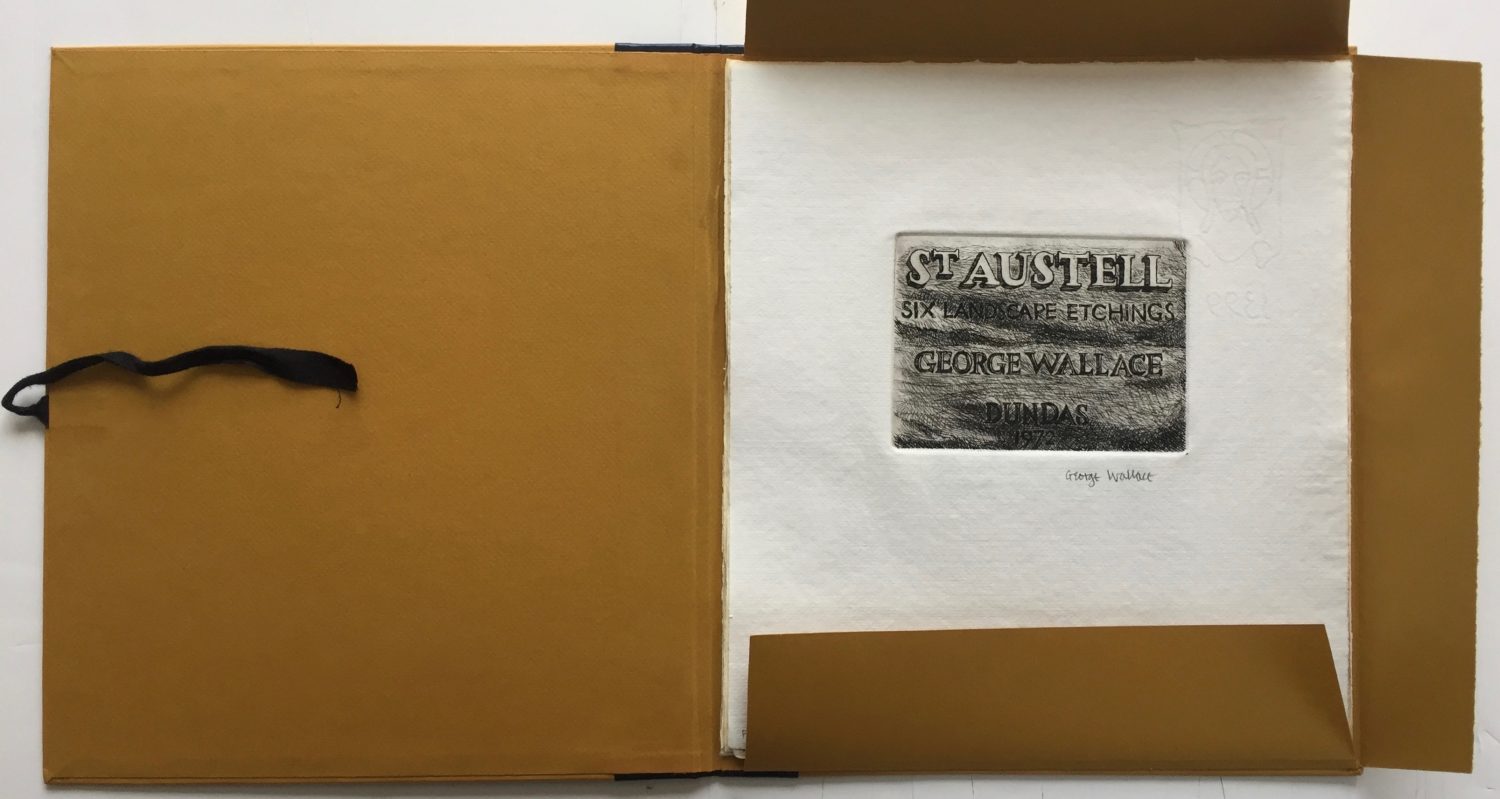 ST AUSTELL
SIX LANDSCAPE ETCHINGS
GEORGE WALLACE
DUNDAS
George Wallace